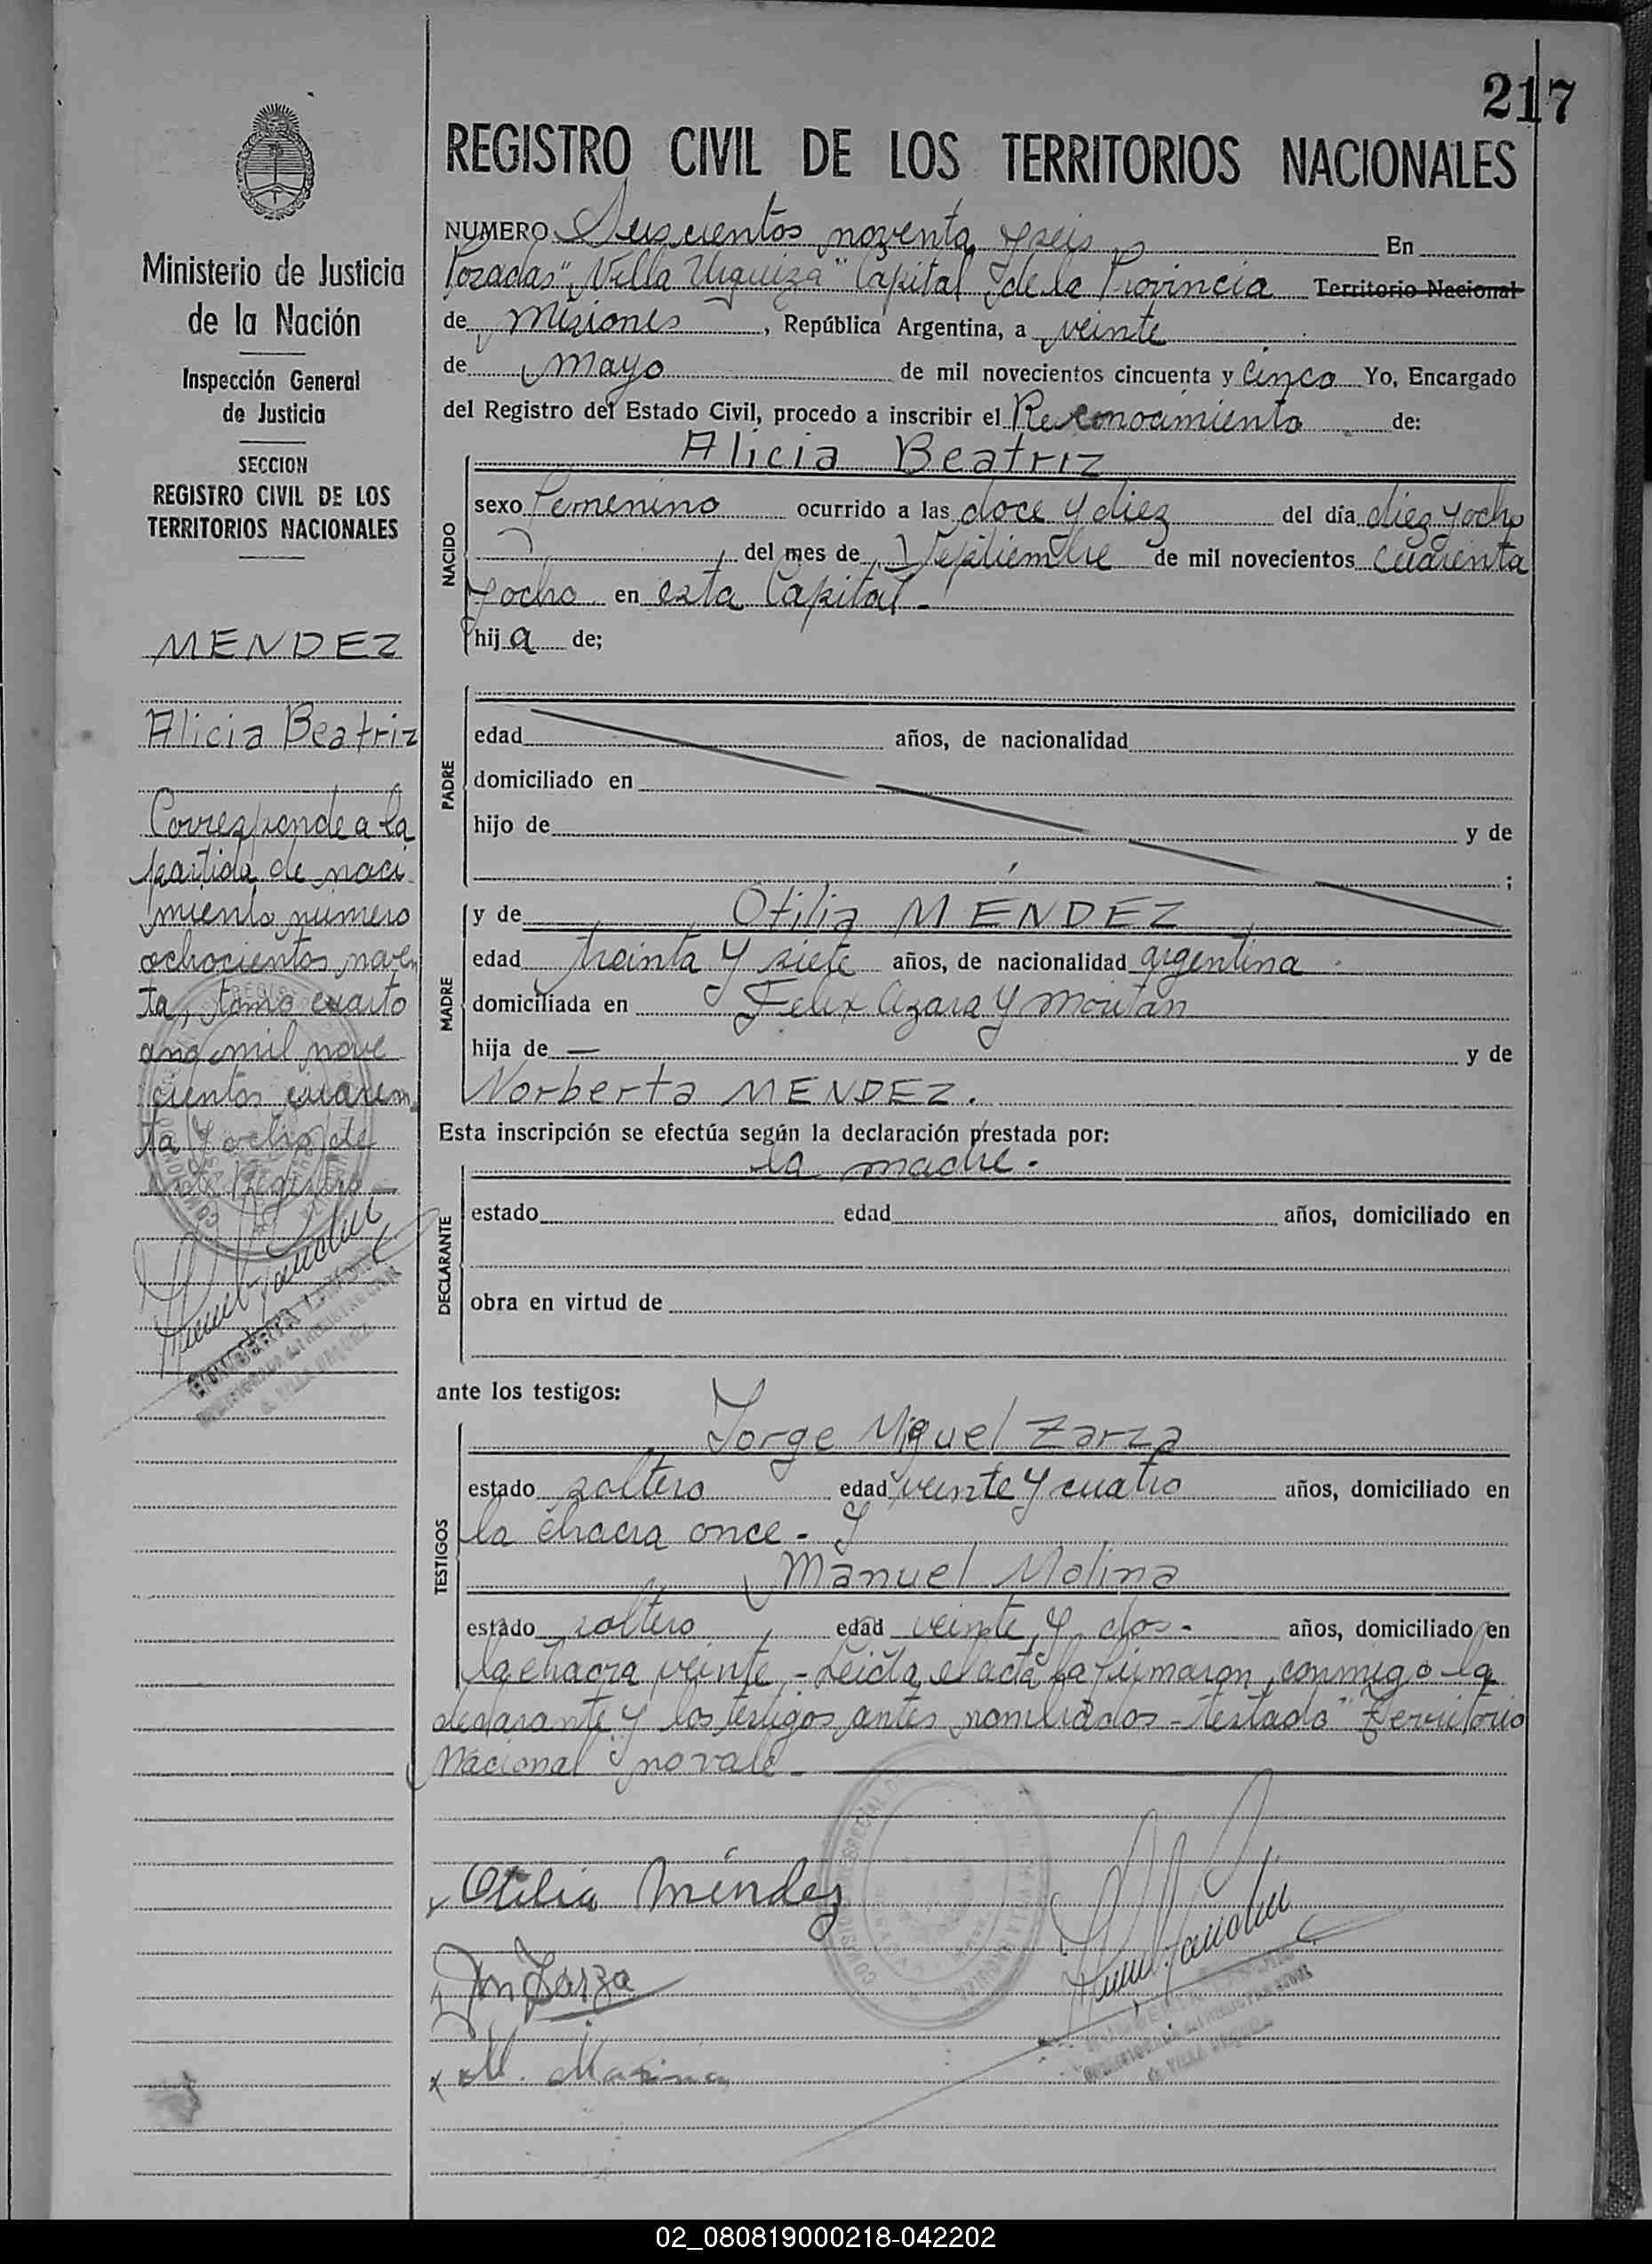 217
REGISTRO CIVIL DE LOS TERRITORIOS NACIONALES
NUMERO Seiscientos noventa y seis En
Posadas "Villa Urquiza" Capital de la Provincia Territorio Nacional
de Misiones, República Argentina, a veinte
de mayo de mil novecientos cincuenta y cinco Yo, Encargado
del Registro del Estado Civil, procedo a inscribir el Reconocimiento de:
Alicia Beatriz
NACIDO
sexo femenino ocurrido a las doce y diez del día diez y ocho
del mes de Septiembre de mil novecientos cuarenta
y ocho en esta Capital.-
hija de;
PADRE
edad años, de nacionalidad
domiciliado en
hijo de y de
;
MADRE
y de Otilia MENDEZ
edad treinta y siete años, de nacionalidad argentina
domiciliada en Felix Azara y
hija de — y de
Norberta MENDEZ.
Esta inscripción se efectúa según la declaración prestada por:
la madre.-
DECLARANTE
estado edad años, domiciliado en
obra en virtud de
ante los testigos:
TESTIGOS
Jorge Miguel Zarza
estado soltero edad veinte y cuatro años, domiciliado en
la chacra once.- y
Manuel Molina
estado soltero edad veinte y dos.- años, domiciliado en
la chacra veinte.- Leida el acta la firmaron conmigo la
declarante y los testigos antes nombrados - testado "Territorio
Nacional" no vale.-
Otilia Méndez
JM Zarza
Ministerio de Justicia
de la Nación
Inspección General
de Justicia
SECCION
REGISTRO CIVIL DE LOS
TERRITORIOS NACIONALES
MENDEZ
Alicia Beatriz
Corresponde a la
partida de naci
miento numero
ochocientos noven
ta, tomo cuarto
año mil nove
cientos cuaren
ta y ocho de
este Registro
02_080819000218-042202